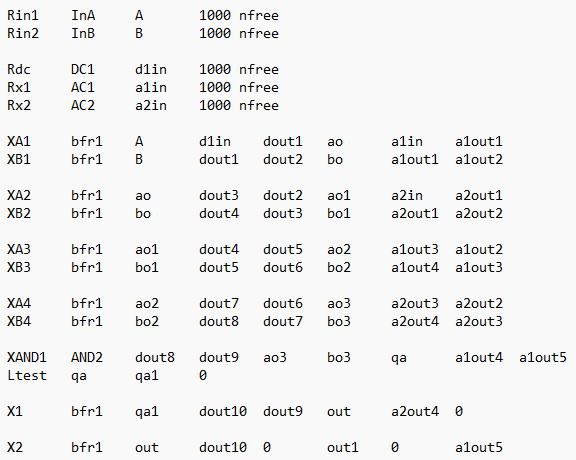 Rin1 InA A 1000 nfree
Rin2 InB B 1000 nfree
Rdc DC1 d1in 1000 nfree
Rx1 AC1 a1in 1000 nfree
Rx2 AC2 a2in 1000 nfree
XA1 bfr1 A d1in dout1 ao a1in a1out1
XB1 bfr1 B dout1 dout2 bo a1out1 a1out2
XA2 bfr1 ao dout3 dout2 ao1 a2in a2out1
XB2 bfr1 bo dout4 dout3 bo1 a2out1 a2out2
XA3 bfr1 ao1 dout4 dout5 ao2 a1out3 a1out2
XB3 bfr1 bo1 dout5 dout6 bo2 a1out4 a1out3
XA4 bfr1 ao2 dout7 dout6 ao3 a2out3 a2out2
XB4 bfr1 bo2 dout8 dout7 bo3 a2out4 a2out3
XAND1 AND2 dout8 dout9 ao3 bo3 qa a1out4 a1out5
Ltest qa qa1 0
X1 bfr1 qa1 dout10 dout9 out a2out4 0
X2 bfr1 out dout10 0 out1 0 a1out5